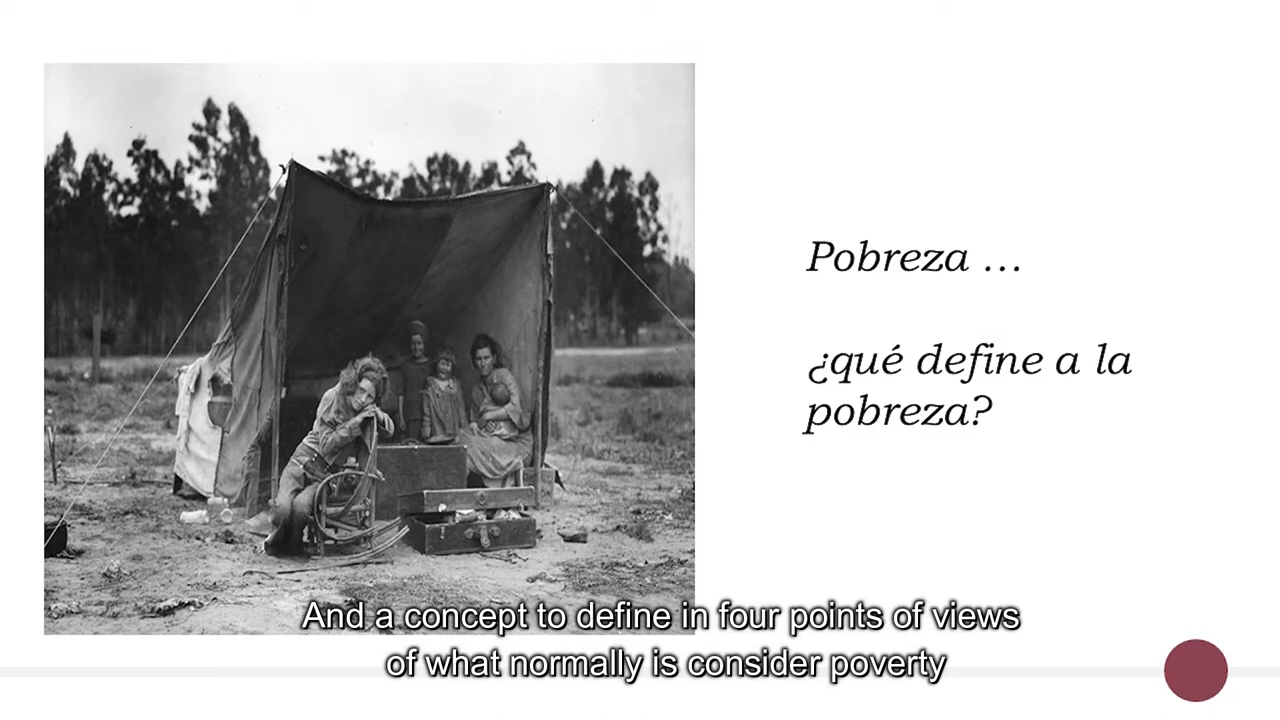 Pobreza ...
¿qué define a la
pobreza?
And a concept to define in four points of views
of what normally is consider poverty